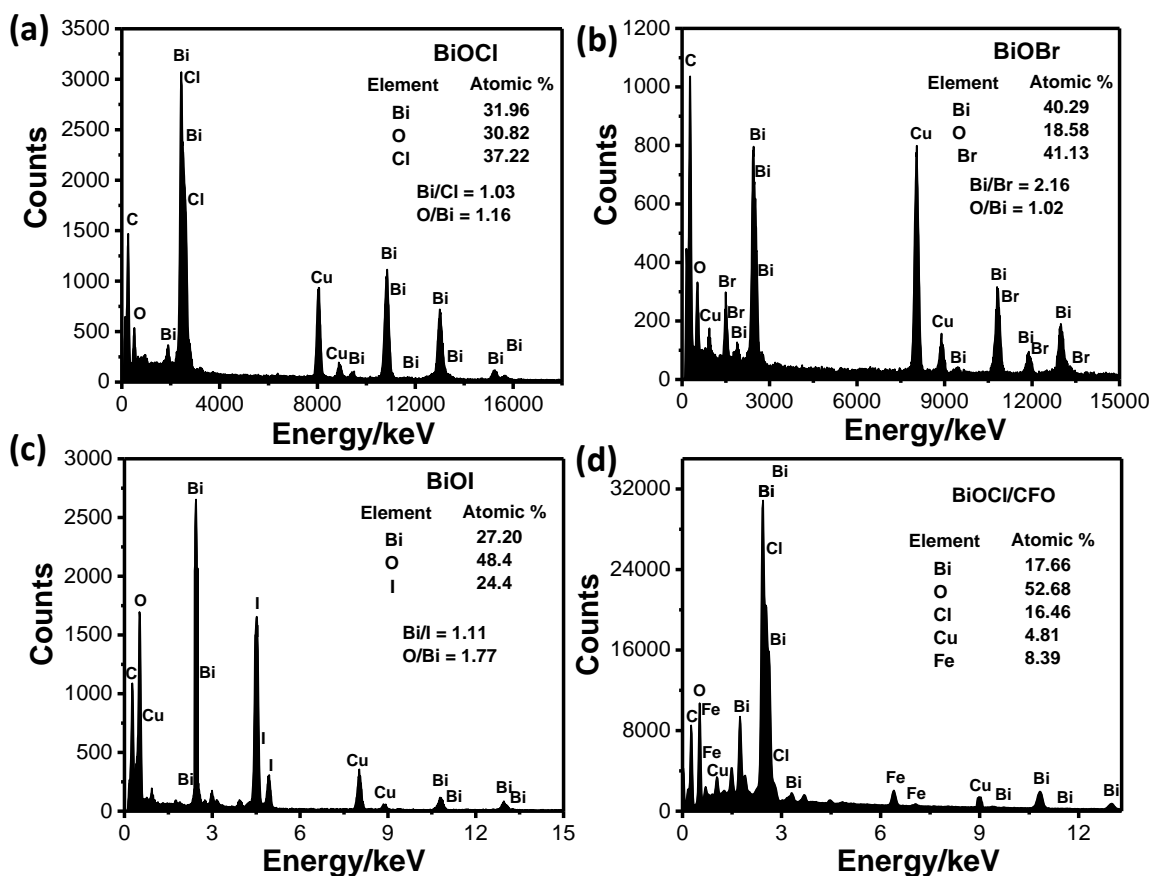 (a)
BiOCl
Element Atomic %
Bi 31.96
O 30.82
Cl 37.22
Bi/Cl = 1.03
O/Bi = 1.16
Counts
3500
3000
2500
2000
1500
1000
500
0
Bi
Cl
Bi
Cl
C
O
Bi
Cu
Cu
Bi
Bi
Bi
Bi
Bi
Bi
Bi
Bi
0 4000 8000 12000 16000
Energy/keV
(b)
BiOBr
Element Atomic %
Bi 40.29
O 18.58
Br 41.13
Bi/Br = 2.16
O/Bi = 1.02
Counts
1200
1000
800
600
400
200
0
C
O
Cu
Br
Br
Bi
Bi
Bi
Bi
Cu
Cu
Bi
Bi
Br
Bi
Br
Bi
Br
0 3000 6000 9000 12000 15000
Energy/keV
(c)
BiOI
Element Atomic %
Bi 27.20
O 48.4
I 24.4
Bi/I = 1.11
O/Bi = 1.77
Counts
3000
2500
2000
1500
1000
500
0
C
O
Cu
Bi
Bi
Bi
I
I
I
Cu
Cu
Bi
Bi
Bi
Bi
0 3 6 9 12 15
Energy/keV
(d)
BiOCl/CFO
Element Atomic %
Bi 17.66
O 52.68
Cl 16.46
Cu 4.81
Fe 8.39
Counts
32000
24000
16000
8000
0
C
O
Fe
Fe
Cu
Bi
Bi
Bi
Cl
Bi
Cl
Bi
Fe
Fe
Cu
Bi
Bi
Bi
Bi
0 3 6 9 12
Energy/keV